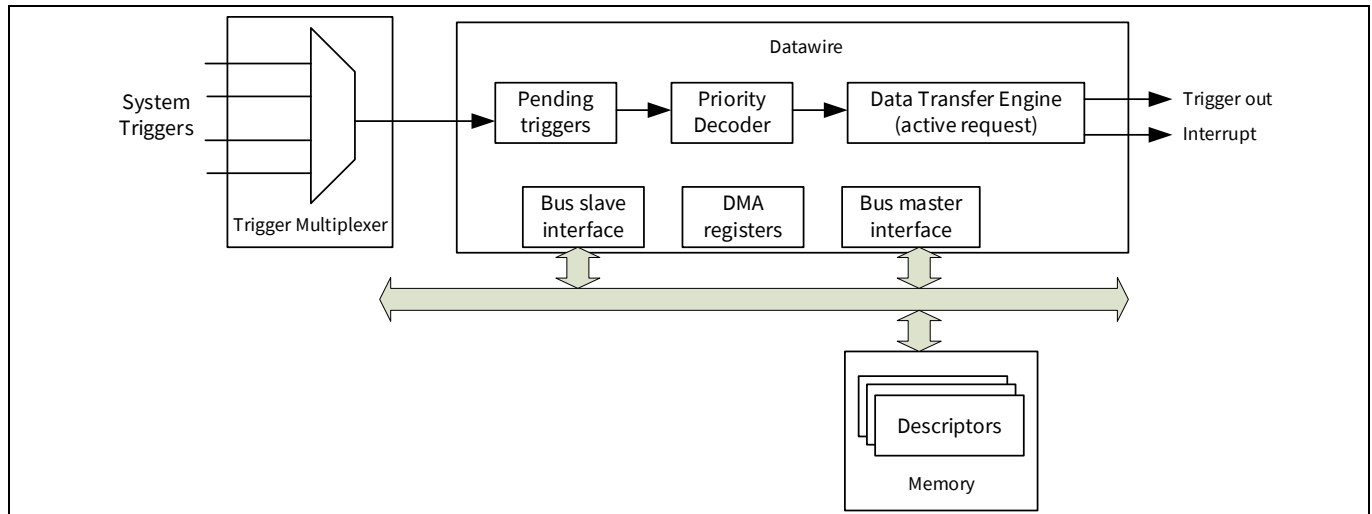 Datawire
System
Triggers
Pending
triggers
Priority
Decoder
Data Transfer Engine
(active request)
Trigger out
Interrupt
Trigger Multiplexer
Bus slave
interface
DMA
registers
Bus master
interface
Descriptors
Memory